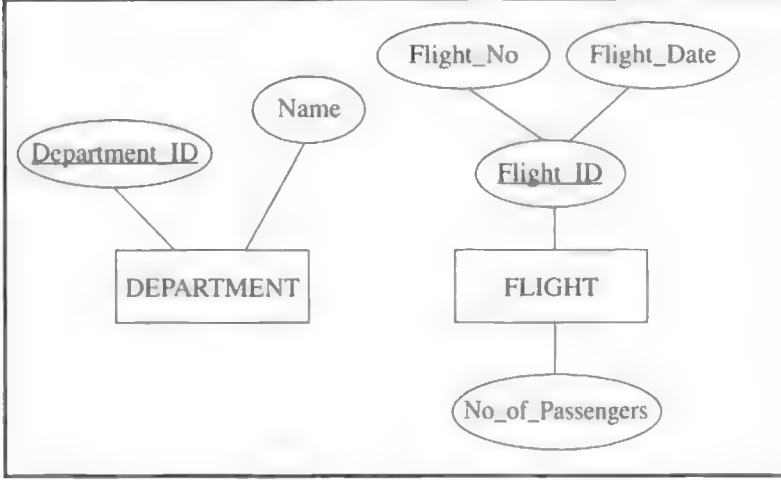 Flight_No
Flight_Date
Name
Department_ID
Flight_ID
DEPARTMENT
FLIGHT
No_of_Passengers